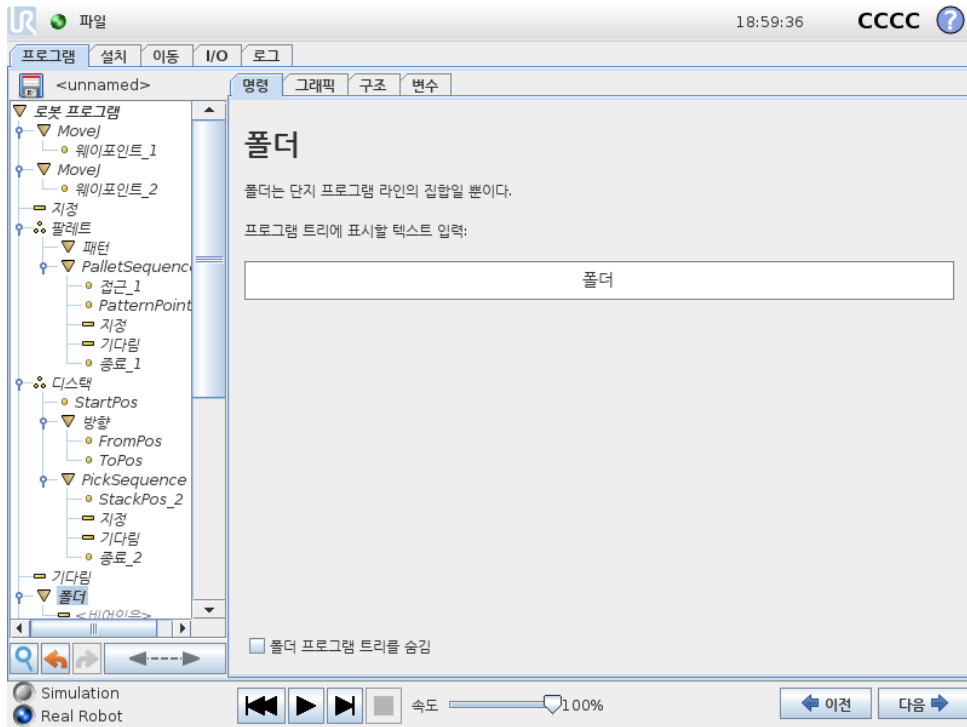 파일
18:59:36
CCCC
프로그램 설치 이동 I/O 로그
<unnamed>
명령 그래픽 구조 변수
로봇 프로그램
MoveJ
웨이포인트_1
MoveJ
웨이포인트_2
지정
팔레트
패턴
PalletSequence
접근_1
PatternPoint
지정
기다림
종료_1
디스택
StartPos
방향
FromPos
ToPos
PickSequence
StackPos_2
지정
기다림
종료_2
기다림
폴더
<비어있음>
폴더
폴더는 단지 프로그램 라인의 집합일 뿐이다.
프로그램 트리에 표시할 텍스트 입력:
폴더
폴더 프로그램 트리를 숨김
Simulation
Real Robot
속도 100%
이전 다음